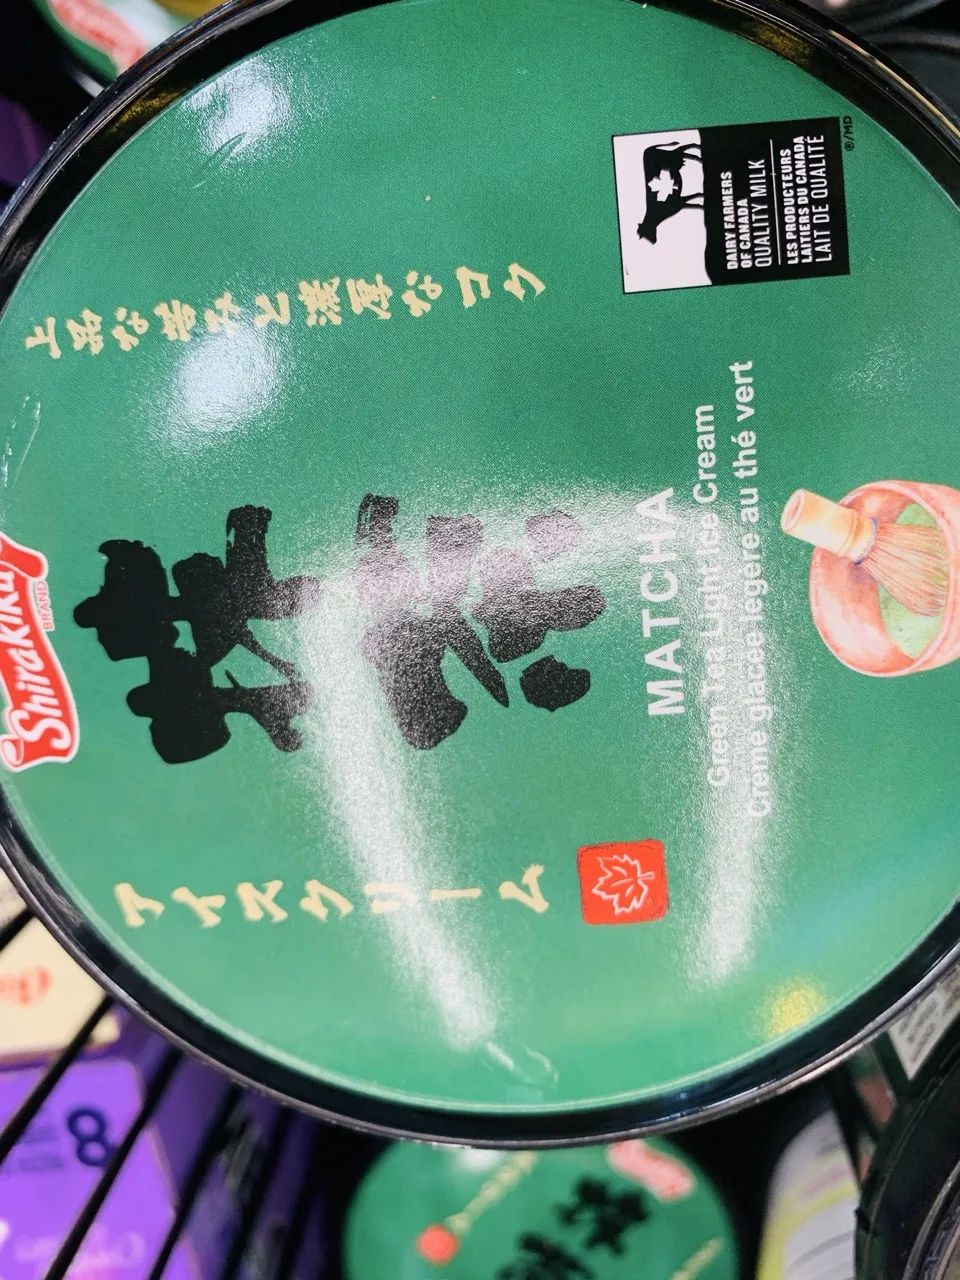 Shirakiku
BRAND
上品な苦みと濃厚なコク
抹茶
アイスクリーム
MATCHA
Green Tea Light Ice Cream
Crème glacée légère au thé vert
DAIRY FARMERS
OF CANADA
QUALITY MILK
LES PRODUCTEURS
LAITIERS DU CANADA
LAIT DE QUALITÉ
®/MD
8